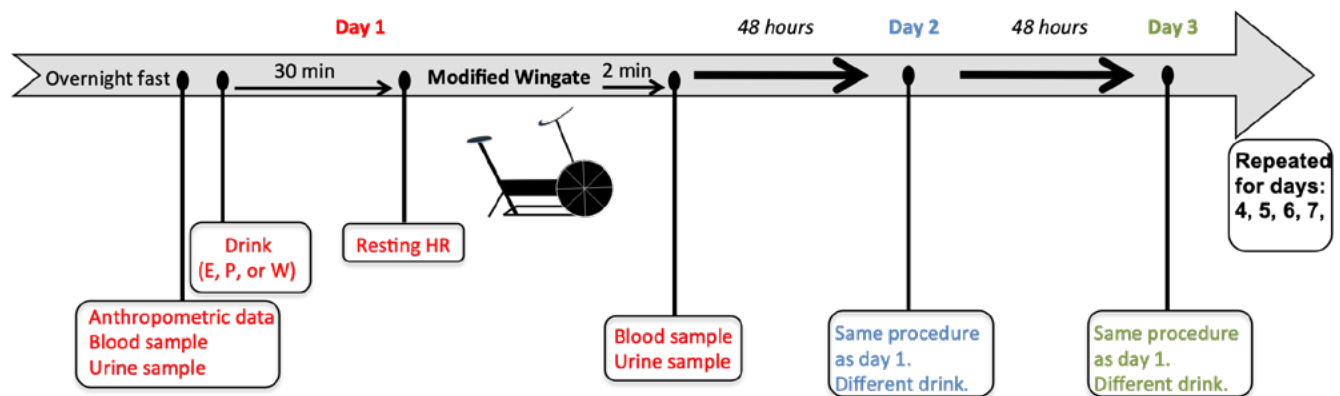 Day 1
48 hours
Day 2
48 hours
Day 3
Overnight fast
30 min
Modified Wingate
2 min
Repeated
for days:
4, 5, 6, 7,
Drink
(E, P, or W)
Resting HR
Anthropometric data
Blood sample
Urine sample
Blood sample
Urine sample
Same procedure
as day 1.
Different drink.
Same procedure
as day 1.
Different drink.